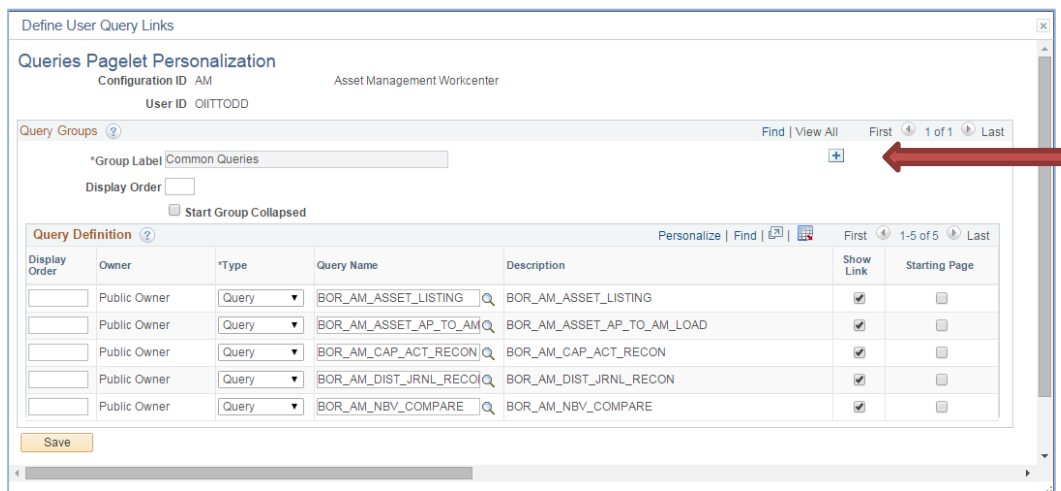 Define User Query Links
Queries Pagelet Personalization
Configuration ID AM Asset Management Workcenter
User ID OIITTODD
Query Groups ? Find | View All First 1 of 1 Last
*Group Label Common Queries
Display Order
Start Group Collapsed
Query Definition ? Personalize | Find | | First 1-5 of 5 Last
Display Order Owner *Type Query Name Description Show Link Starting Page
Public Owner Query BOR_AM_ASSET_LISTING BOR_AM_ASSET_LISTING
Public Owner Query BOR_AM_ASSET_AP_TO_AM BOR_AM_ASSET_AP_TO_AM_LOAD
Public Owner Query BOR_AM_CAP_ACT_RECON BOR_AM_CAP_ACT_RECON
Public Owner Query BOR_AM_DIST_JRNL_RECO BOR_AM_DIST_JRNL_RECON
Public Owner Query BOR_AM_NBV_COMPARE BOR_AM_NBV_COMPARE
Save